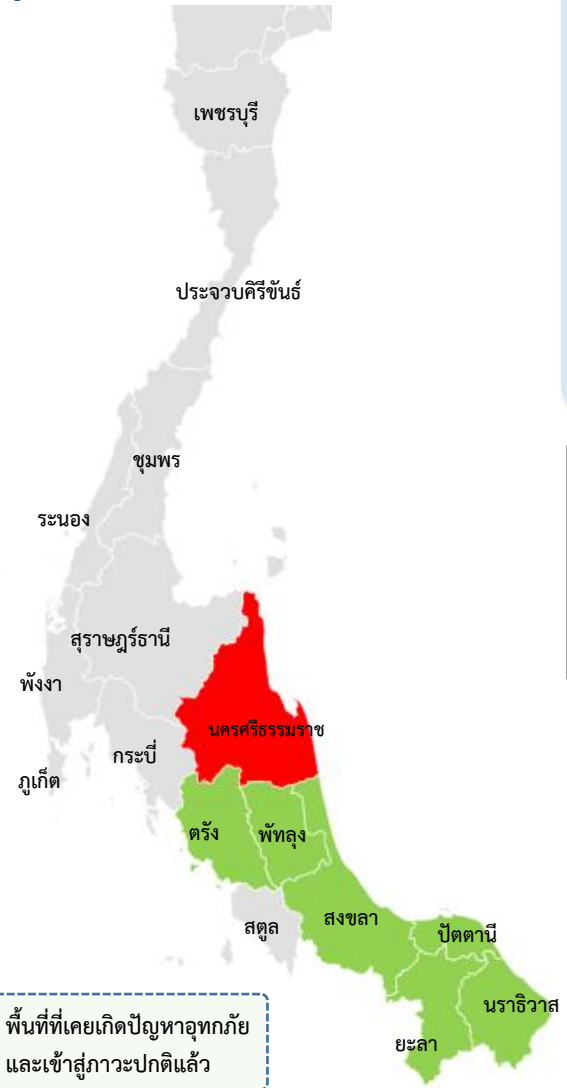 เพชรบุรี
ประจวบคิรีขันธ์
ชุมพร
ระนอง
สุราษฎร์ธานี
พังงา
นครศรีธรรมราช
กระบี่
ภูเก็ต
ตรัง
พัทลุง
สตูล
สงขลา
ปัตตานี
นราธิวาส
ยะลา
พื้นที่ที่เคยเกิดปัญหาอุทกภัย
และเข้าสู่ภาวะปกติแล้ว